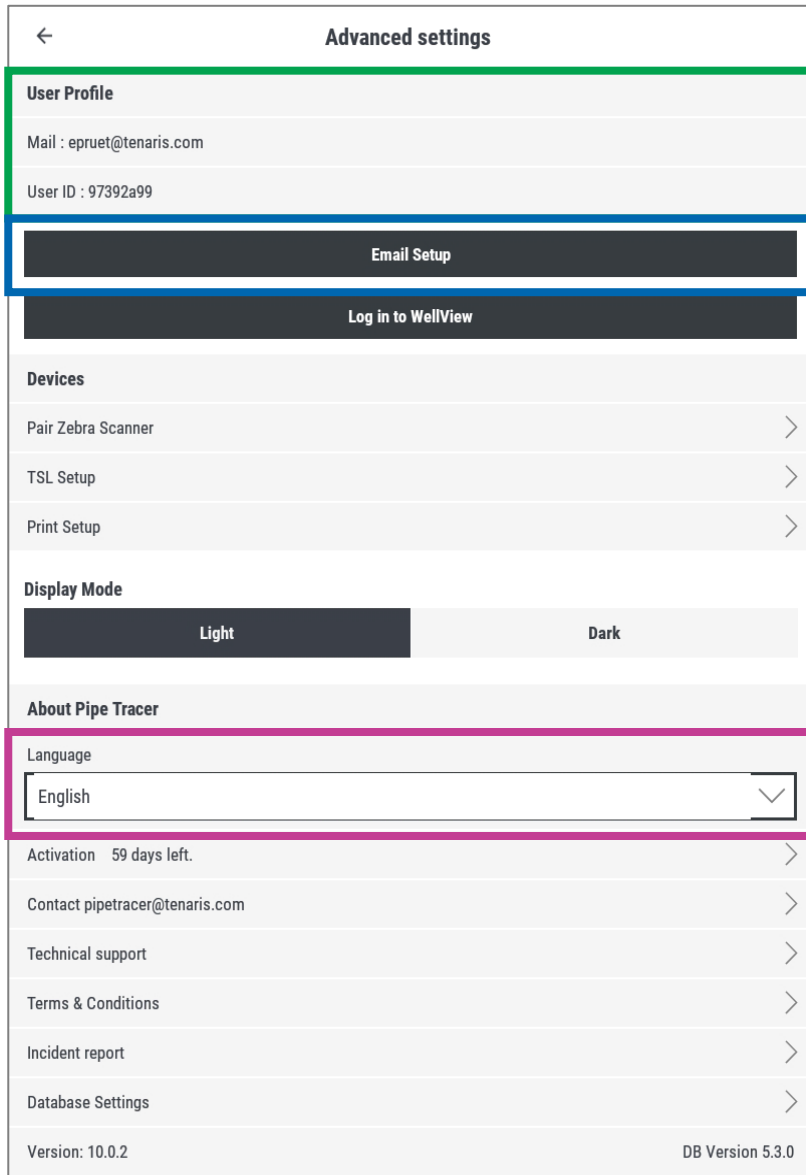 Advanced settings
User Profile
Mail : epruet@tenaris.com
User ID : 97392a99
Email Setup
Log in to WellView
Devices
Pair Zebra Scanner
TSL Setup
Print Setup
Display Mode
Light Dark
About Pipe Tracer
Language
English
Activation 59 days left.
Contact pipetracer@tenaris.com
Technical support
Terms & Conditions
Incident report
Database Settings
Version: 10.0.2 DB Version 5.3.0